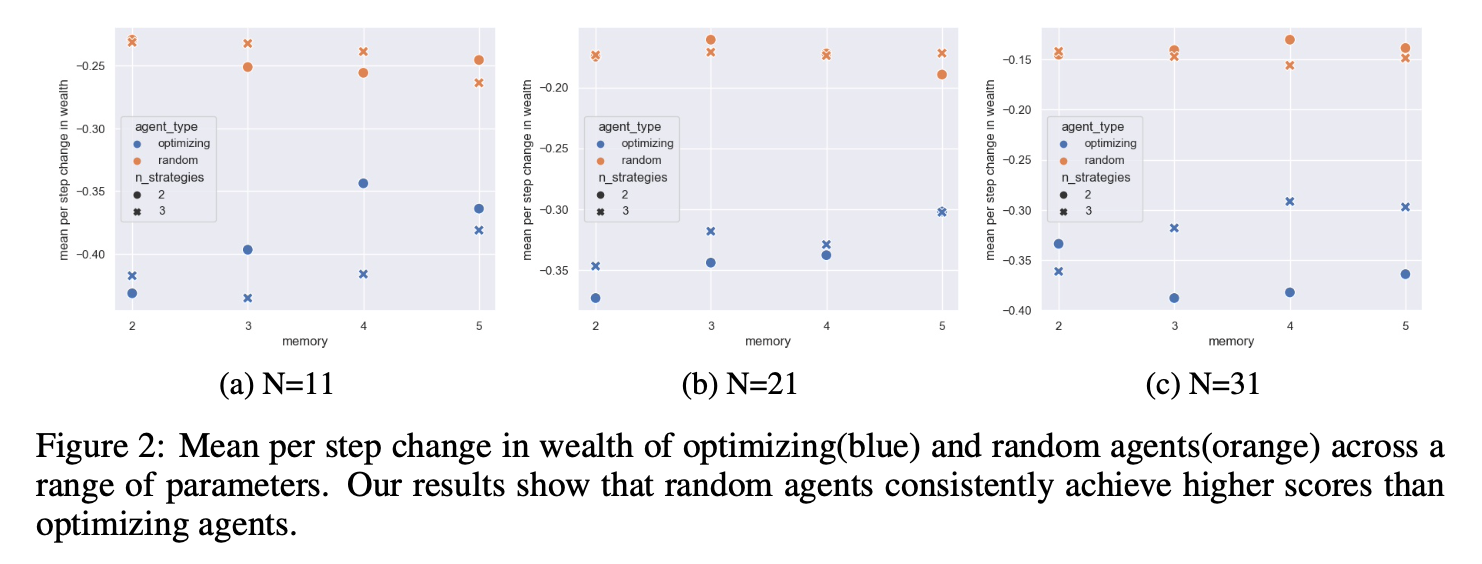 mean per step change in wealth
−0.25
−0.30
−0.35
−0.40
agent_type
optimizing
random
n_strategies
2
3
2 3 4 5
memory
(a) N=11
mean per step change in wealth
−0.20
−0.25
−0.30
−0.35
agent_type
optimizing
random
n_strategies
2
3
2 3 4 5
memory
(b) N=21
mean per step change in wealth
−0.15
−0.20
−0.25
−0.30
−0.35
−0.40
agent_type
optimizing
random
n_strategies
2
3
2 3 4 5
memory
(c) N=31
Figure 2: Mean per step change in wealth of optimizing(blue) and random agents(orange) across a
range of parameters. Our results show that random agents consistently achieve higher scores than
optimizing agents.